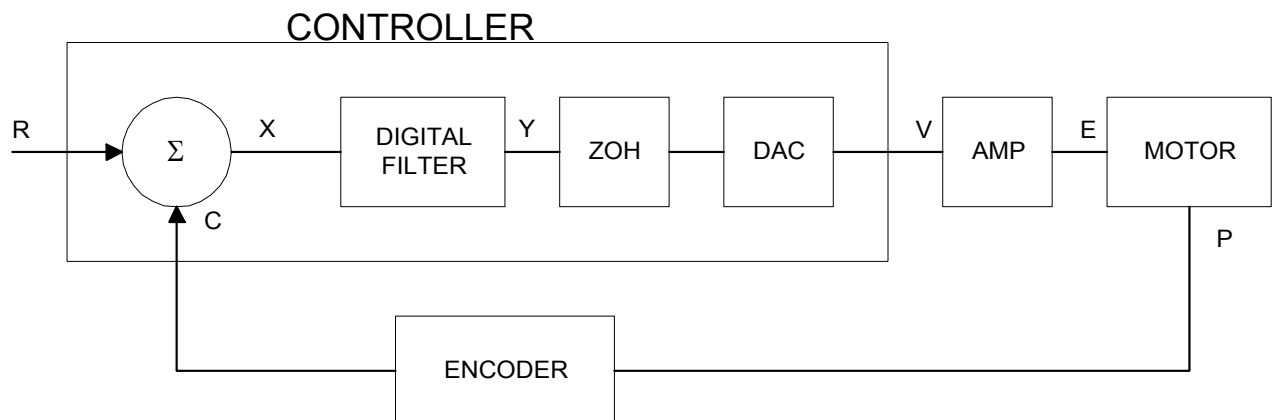 CONTROLLER
R
Σ
X
DIGITAL
FILTER
Y
ZOH
DAC
V
AMP
E
MOTOR
C
P
ENCODER